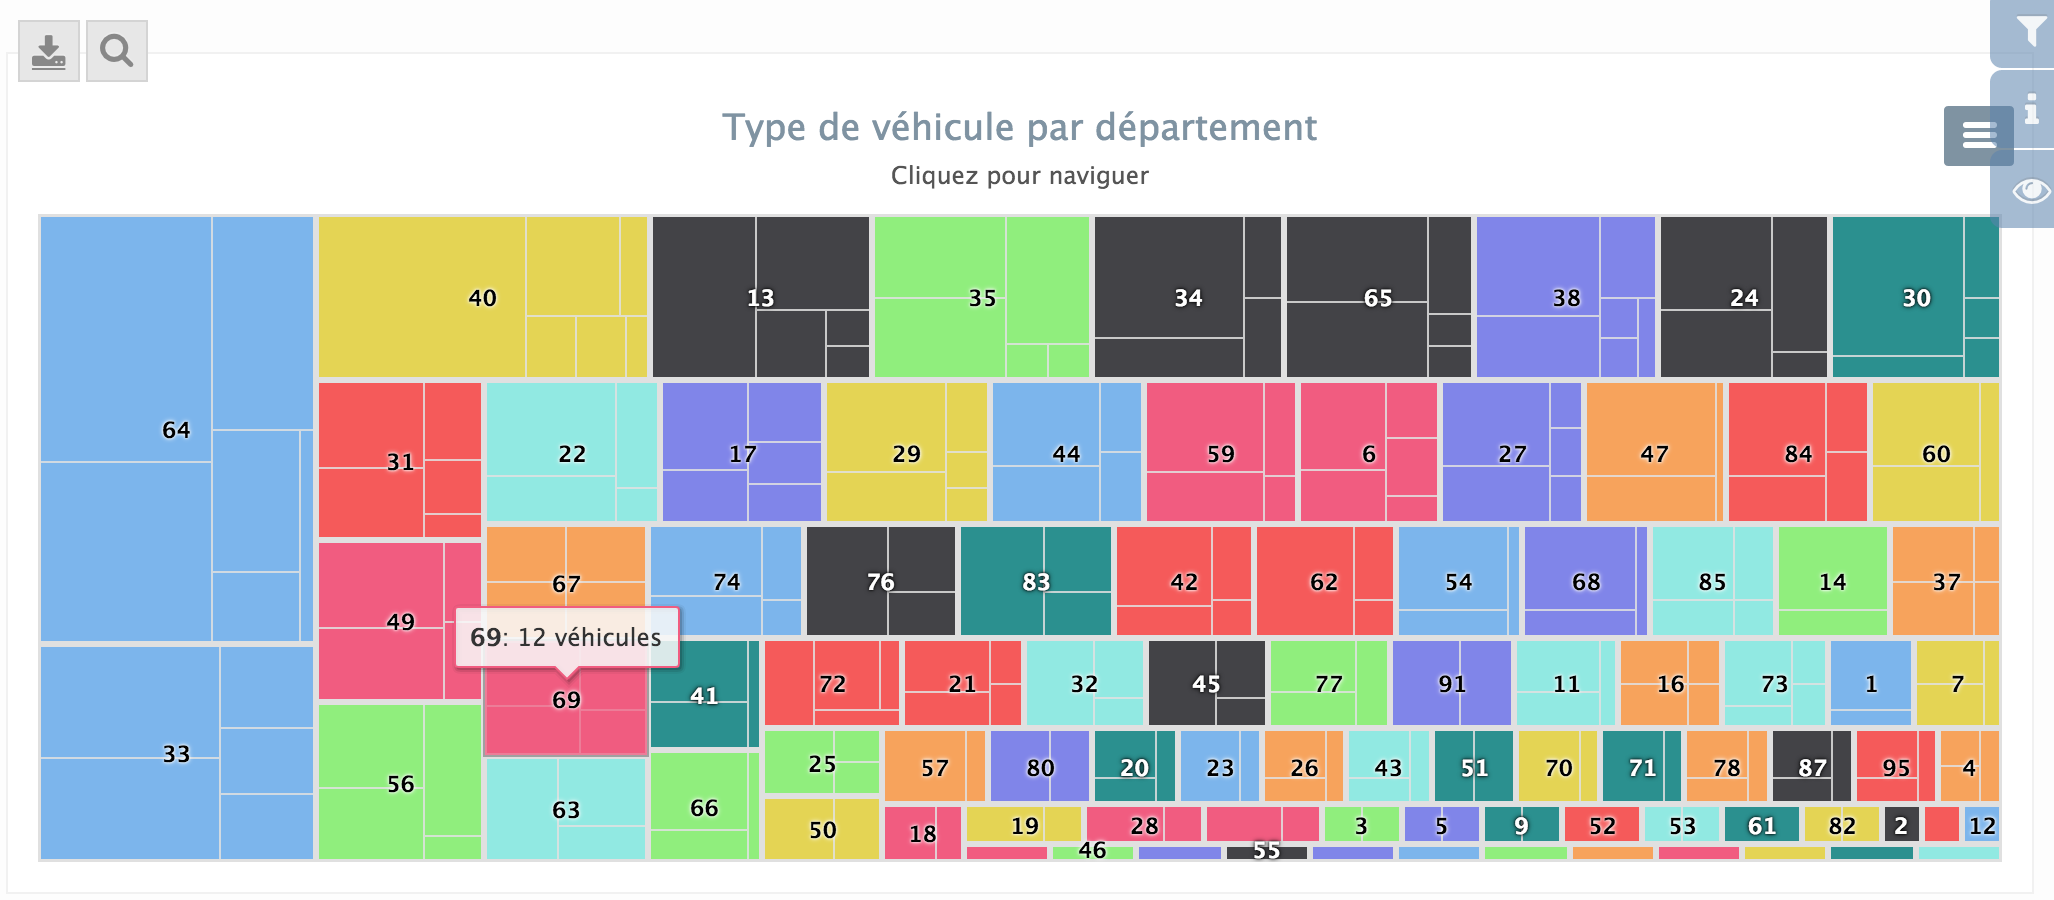 Type de véhicule par département
Cliquez pour naviguer
64 40 13 35 34 65 38 24 30
31 22 17 29 44 59 6 27 47 84 60
49 67 74 76 83 42 62 54 68 85 14 37
69: 12 véhicules
69 41 72 21 32 45 77 91 11 16 73 1 7
33 56 63 66 25 57 80 20 23 26 43 51 70 71 78 87 95 4
50 18 19 28 3 5 9 52 53 61 82 2 12
46 55